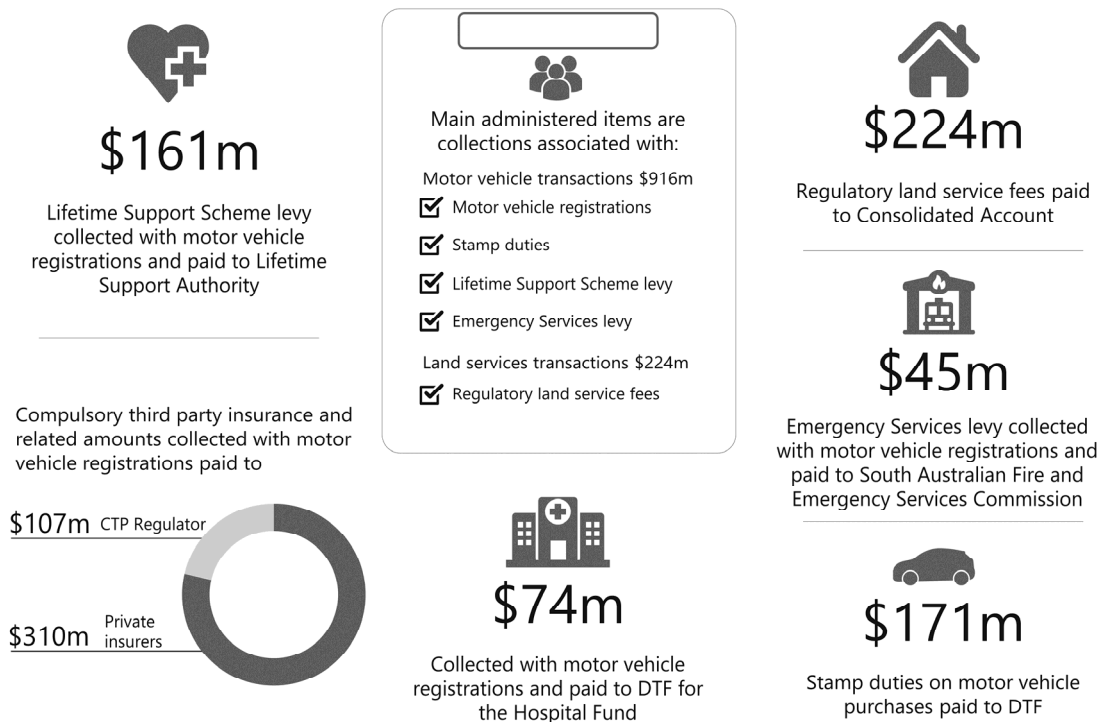 $161m
Lifetime Support Scheme levy
collected with motor vehicle
registrations and paid to Lifetime
Support Authority
Compulsory third party insurance and
related amounts collected with motor
vehicle registrations paid to
$107m CTP Regulator
$310m Private
insurers
Main administered items are
collections associated with:
Motor vehicle transactions $916m
Motor vehicle registrations
Stamp duties
Lifetime Support Scheme levy
Emergency Services levy
Land services transactions $224m
Regulatory land service fees
$74m
Collected with motor vehicle
registrations and paid to DTF for
the Hospital Fund
$224m
Regulatory land service fees paid
to Consolidated Account
$45m
Emergency Services levy collected
with motor vehicle registrations and
paid to South Australian Fire and
Emergency Services Commission
$171m
Stamp duties on motor vehicle
purchases paid to DTF